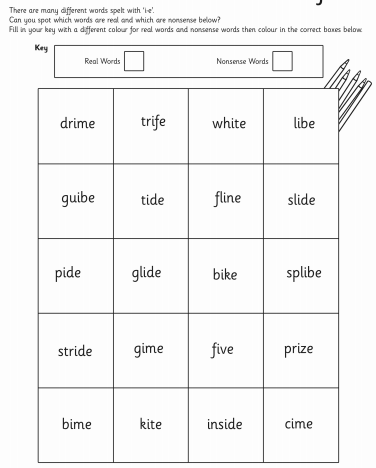 There are many different words spelt with 'i-e'.
Can you spot which words are real and which are nonsense below?
Fill in your key with a different colour for real words and nonsense words then colour in the correct boxes below.
Key
Real Words Nonsense Words
drime trife white libe
guibe tide fline slide
pide glide bike splibe
stride gime five prize
bime kite inside cime